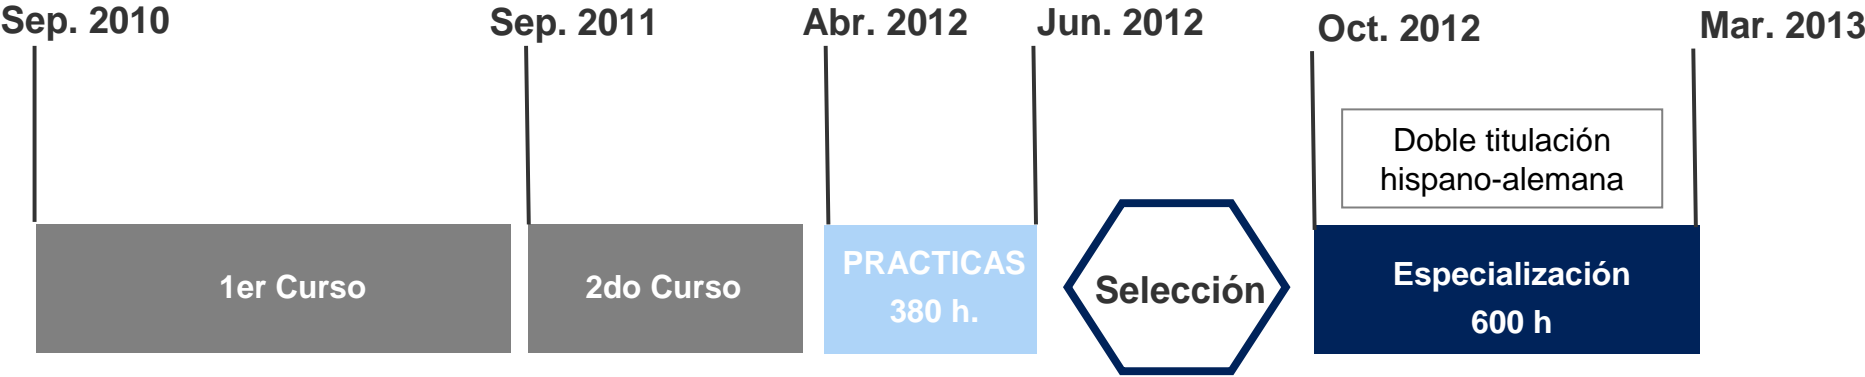 Sep. 2010
Sep. 2011
Abr. 2012
Jun. 2012
Oct. 2012
Mar. 2013
Doble titulación
hispano-alemana
1er Curso
2do Curso
PRACTICAS
380 h.
Selección
Especialización
600 h